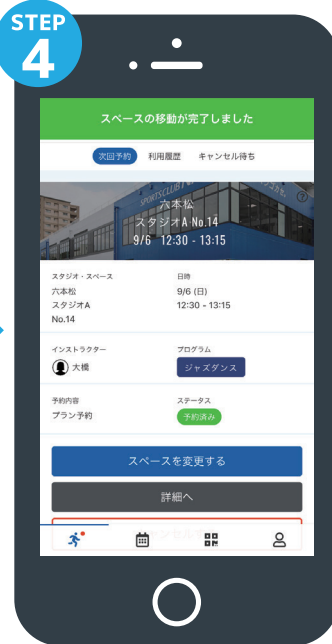 STEP
4
スペースの移動が完了しました
次回予約 利用履歴 キャンセル待ち
SPORTS CLUB
六本松
スタジオA No.14
9/6 12:30 - 13:15
スタジオ・スペース
六本松
スタジオA
No.14
日時
9/6 (日)
12:30 - 13:15
インストラクター
大橋
プログラム
ジャズダンス
予約内容
プラン予約
ステータス
予約済み
スペースを変更する
詳細へ